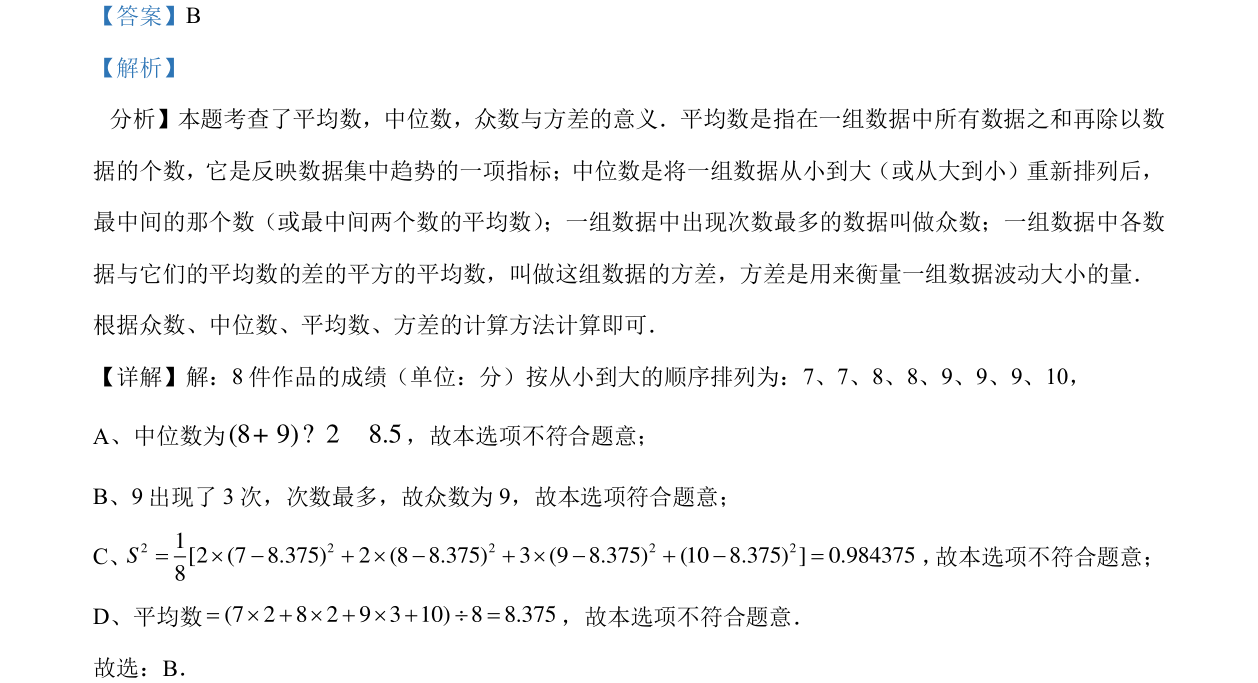 【答案】B
【解析】
分析】本题考查了平均数，中位数，众数与方差的意义．平均数是指在一组数据中所有数据之和再除以数
据的个数，它是反映数据集中趋势的一项指标；中位数是将一组数据从小到大（或从大到小）重新排列后，
最中间的那个数（或最中间两个数的平均数）；一组数据中出现次数最多的数据叫做众数；一组数据中各数
据与它们的平均数的差的平方的平均数，叫做这组数据的方差，方差是用来衡量一组数据波动大小的量．
根据众数、中位数、平均数、方差的计算方法计算即可．
【详解】解：8 件作品的成绩（单位：分）按从小到大的顺序排列为：7、7、8、8、9、9、9、10，
A、中位数为(8+ 9)? 2 8.5，故本选项不符合题意；
B、9 出现了 3 次，次数最多，故众数为 9，故本选项符合题意；
C、S² = 1/8[2×(7−8.375)² + 2×(8−8.375)² + 3×(9−8.375)² + (10−8.375)²] = 0.984375，故本选项不符合题意；
D、平均数=(7×2+8×2+9×3+10)÷8=8.375，故本选项不符合题意．
故选：B．